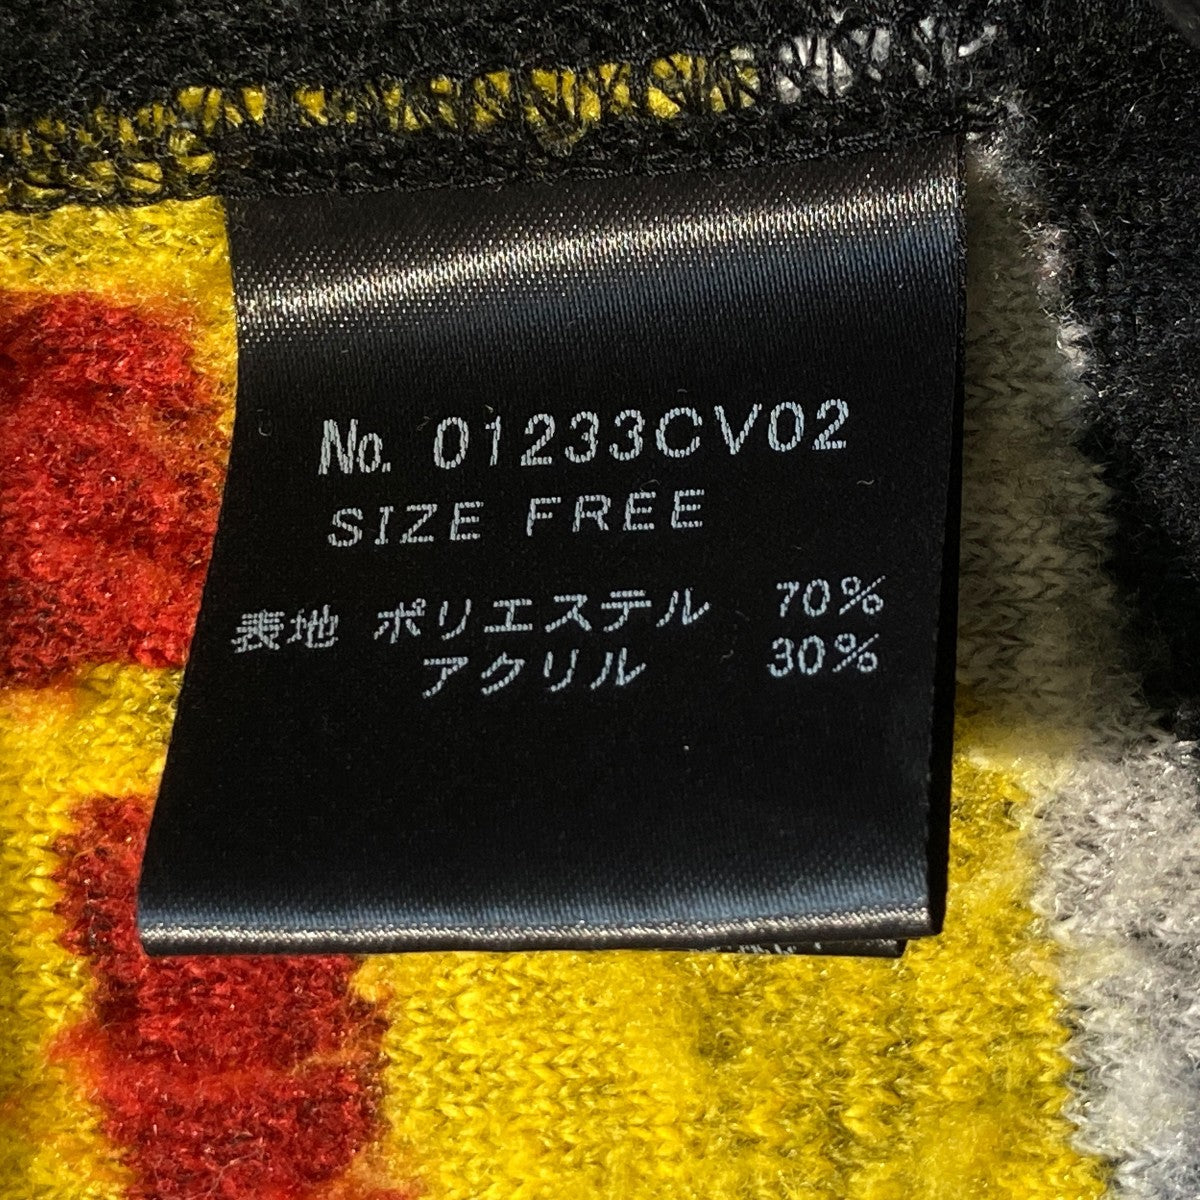 No. 01233CV02
SIZE FREE
表地 ポリエステル 70%
アクリル 30%